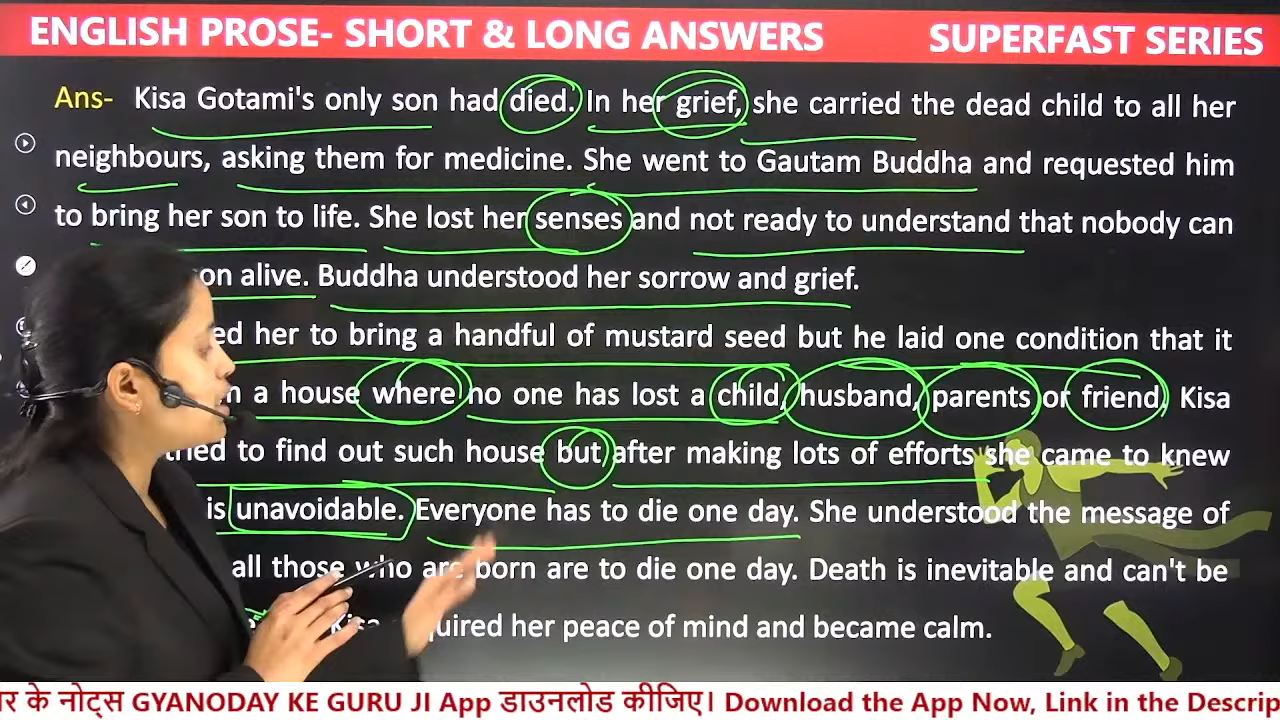 ENGLISH PROSE- SHORT & LONG ANSWERS SUPERFAST SERIES
Ans- Kisa Gotami's only son had died. In her grief, she carried the dead child to all her
neighbours, asking them for medicine. She went to Gautam Buddha and requested him
to bring her son to life. She lost her senses and not ready to understand that nobody can
son alive. Buddha understood her sorrow and grief.
her to bring a handful of mustard seed but he laid one condition that it
a house where no one has lost a child, husband, parents or friend. Kisa
tried to find out such house but after making lots of efforts she came to knew
is unavoidable. Everyone has to die one day. She understood the message of
all those who are born are to die one day. Death is inevitable and can't be
Kisa her peace of mind and became calm.
के नोट्स GYANODAY KE GURU JI App डाउनलोड कीजिए। Download the App Now, Link in the